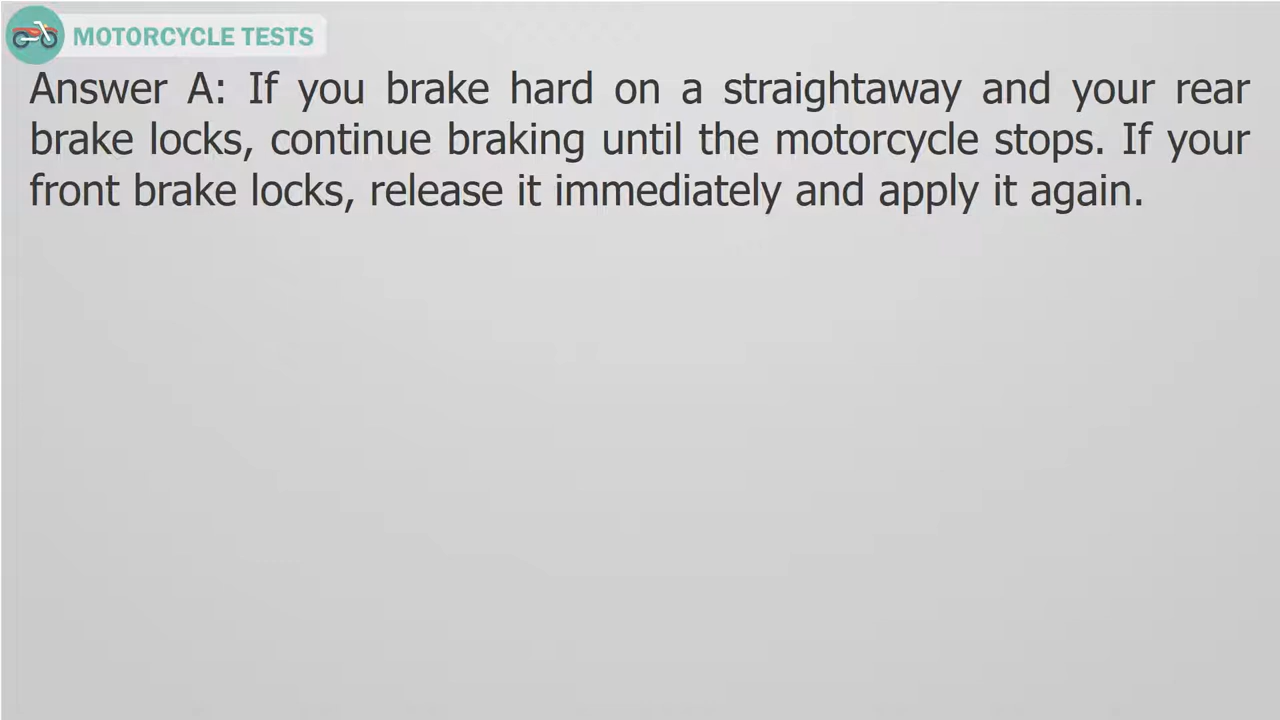 MOTORCYCLE TESTS
Answer A: If you brake hard on a straightaway and your rear
brake locks, continue braking until the motorcycle stops. If your
front brake locks, release it immediately and apply it again.